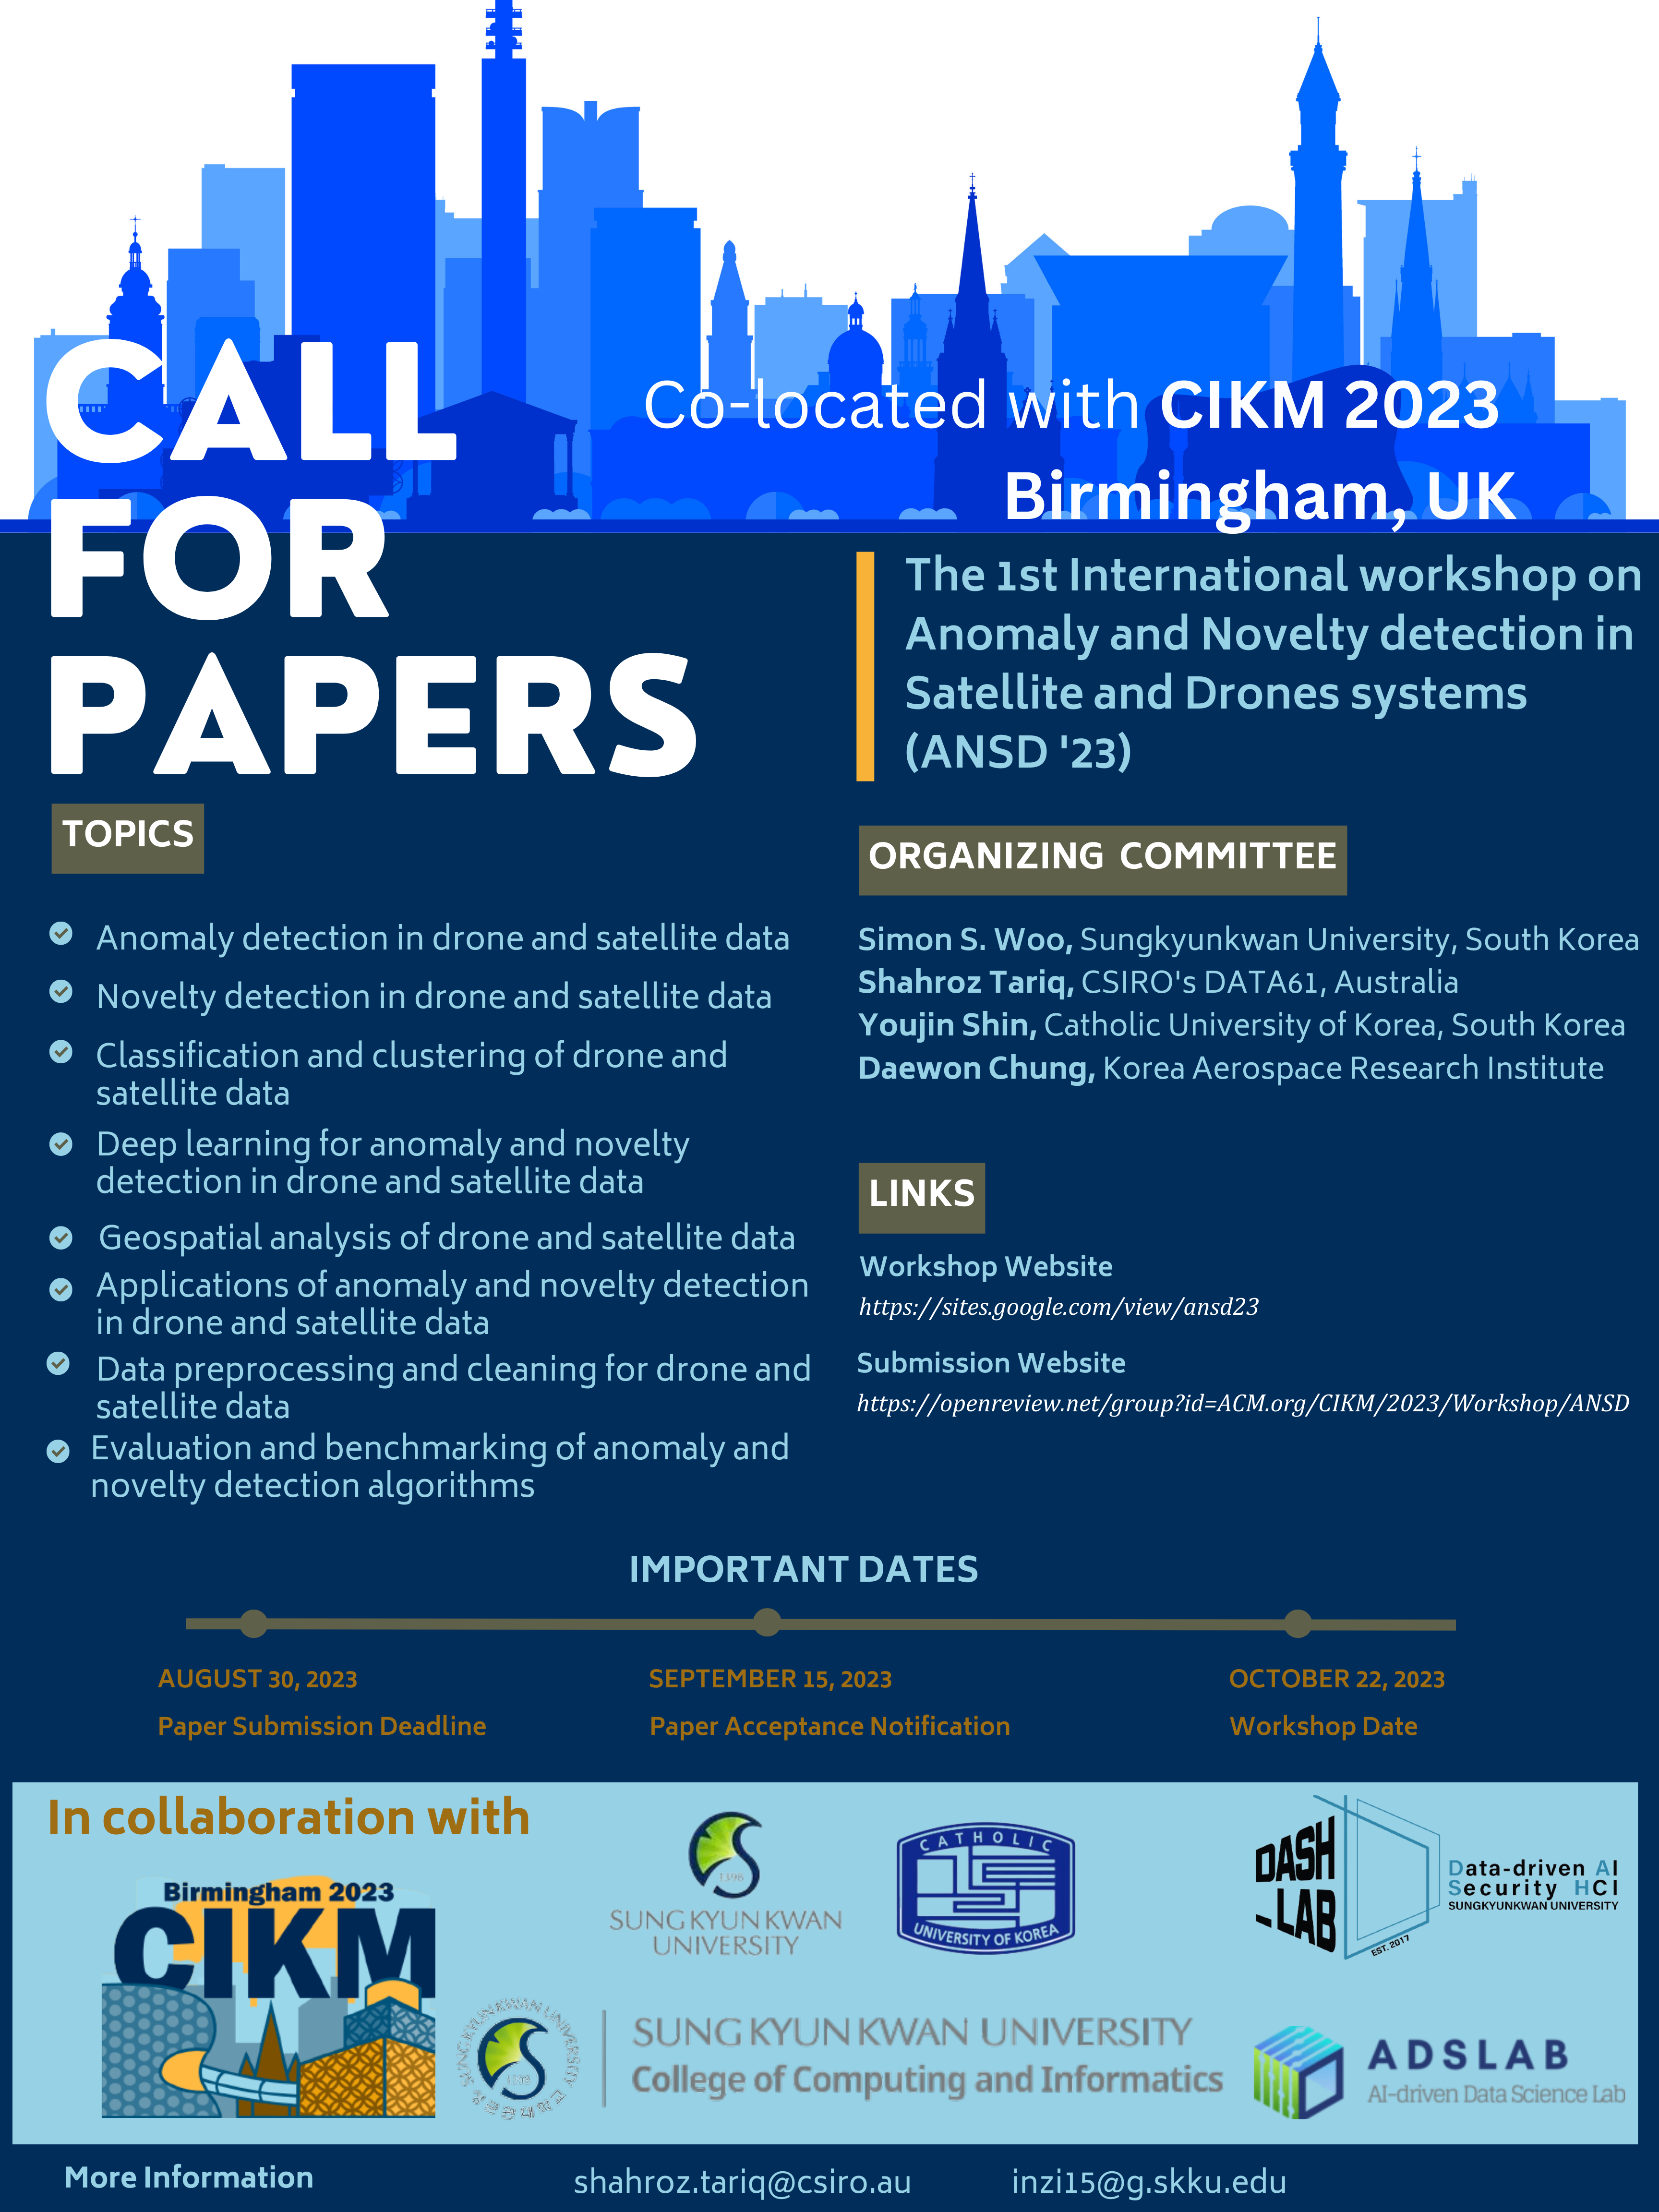 CALL
FOR
PAPERS
Co-located with CIKM 2023
Birmingham, UK
The 1st International workshop on
Anomaly and Novelty detection in
Satellite and Drones systems
(ANSD '23)
TOPICS
Anomaly detection in drone and satellite data
Novelty detection in drone and satellite data
Classification and clustering of drone and
satellite data
Deep learning for anomaly and novelty
detection in drone and satellite data
Geospatial analysis of drone and satellite data
Applications of anomaly and novelty detection
in drone and satellite data
Data preprocessing and cleaning for drone and
satellite data
Evaluation and benchmarking of anomaly and
novelty detection algorithms
ORGANIZING COMMITTEE
Simon S. Woo, Sungkyunkwan University, South Korea
Shahroz Tariq, CSIRO's DATA61, Australia
Youjin Shin, Catholic University of Korea, South Korea
Daewon Chung, Korea Aerospace Research Institute
LINKS
Workshop Website
https://sites.google.com/view/ansd23
Submission Website
https://openreview.net/group?id=ACM.org/CIKM/2023/Workshop/ANSD
IMPORTANT DATES
AUGUST 30, 2023
Paper Submission Deadline
SEPTEMBER 15, 2023
Paper Acceptance Notification
OCTOBER 22, 2023
Workshop Date
In collaboration with
Birmingham 2023
CIKM
1398
SUNG KYUN KWAN
UNIVERSITY
CATHOLIC
UNIVERSITY OF KOREA
DASH
-LAB
Data-driven AI
Security HCI
SUNGKYUNKWAN UNIVERSITY
EST. 2017
SUNGKYUNKWAN UNIVERSITY
1398
SUNG KYUN KWAN UNIVERSITY
College of Computing and Informatics
ADSLAB
AI-driven Data Science Lab
More Information
shahroz.tariq@csiro.au
inzi15@g.skku.edu